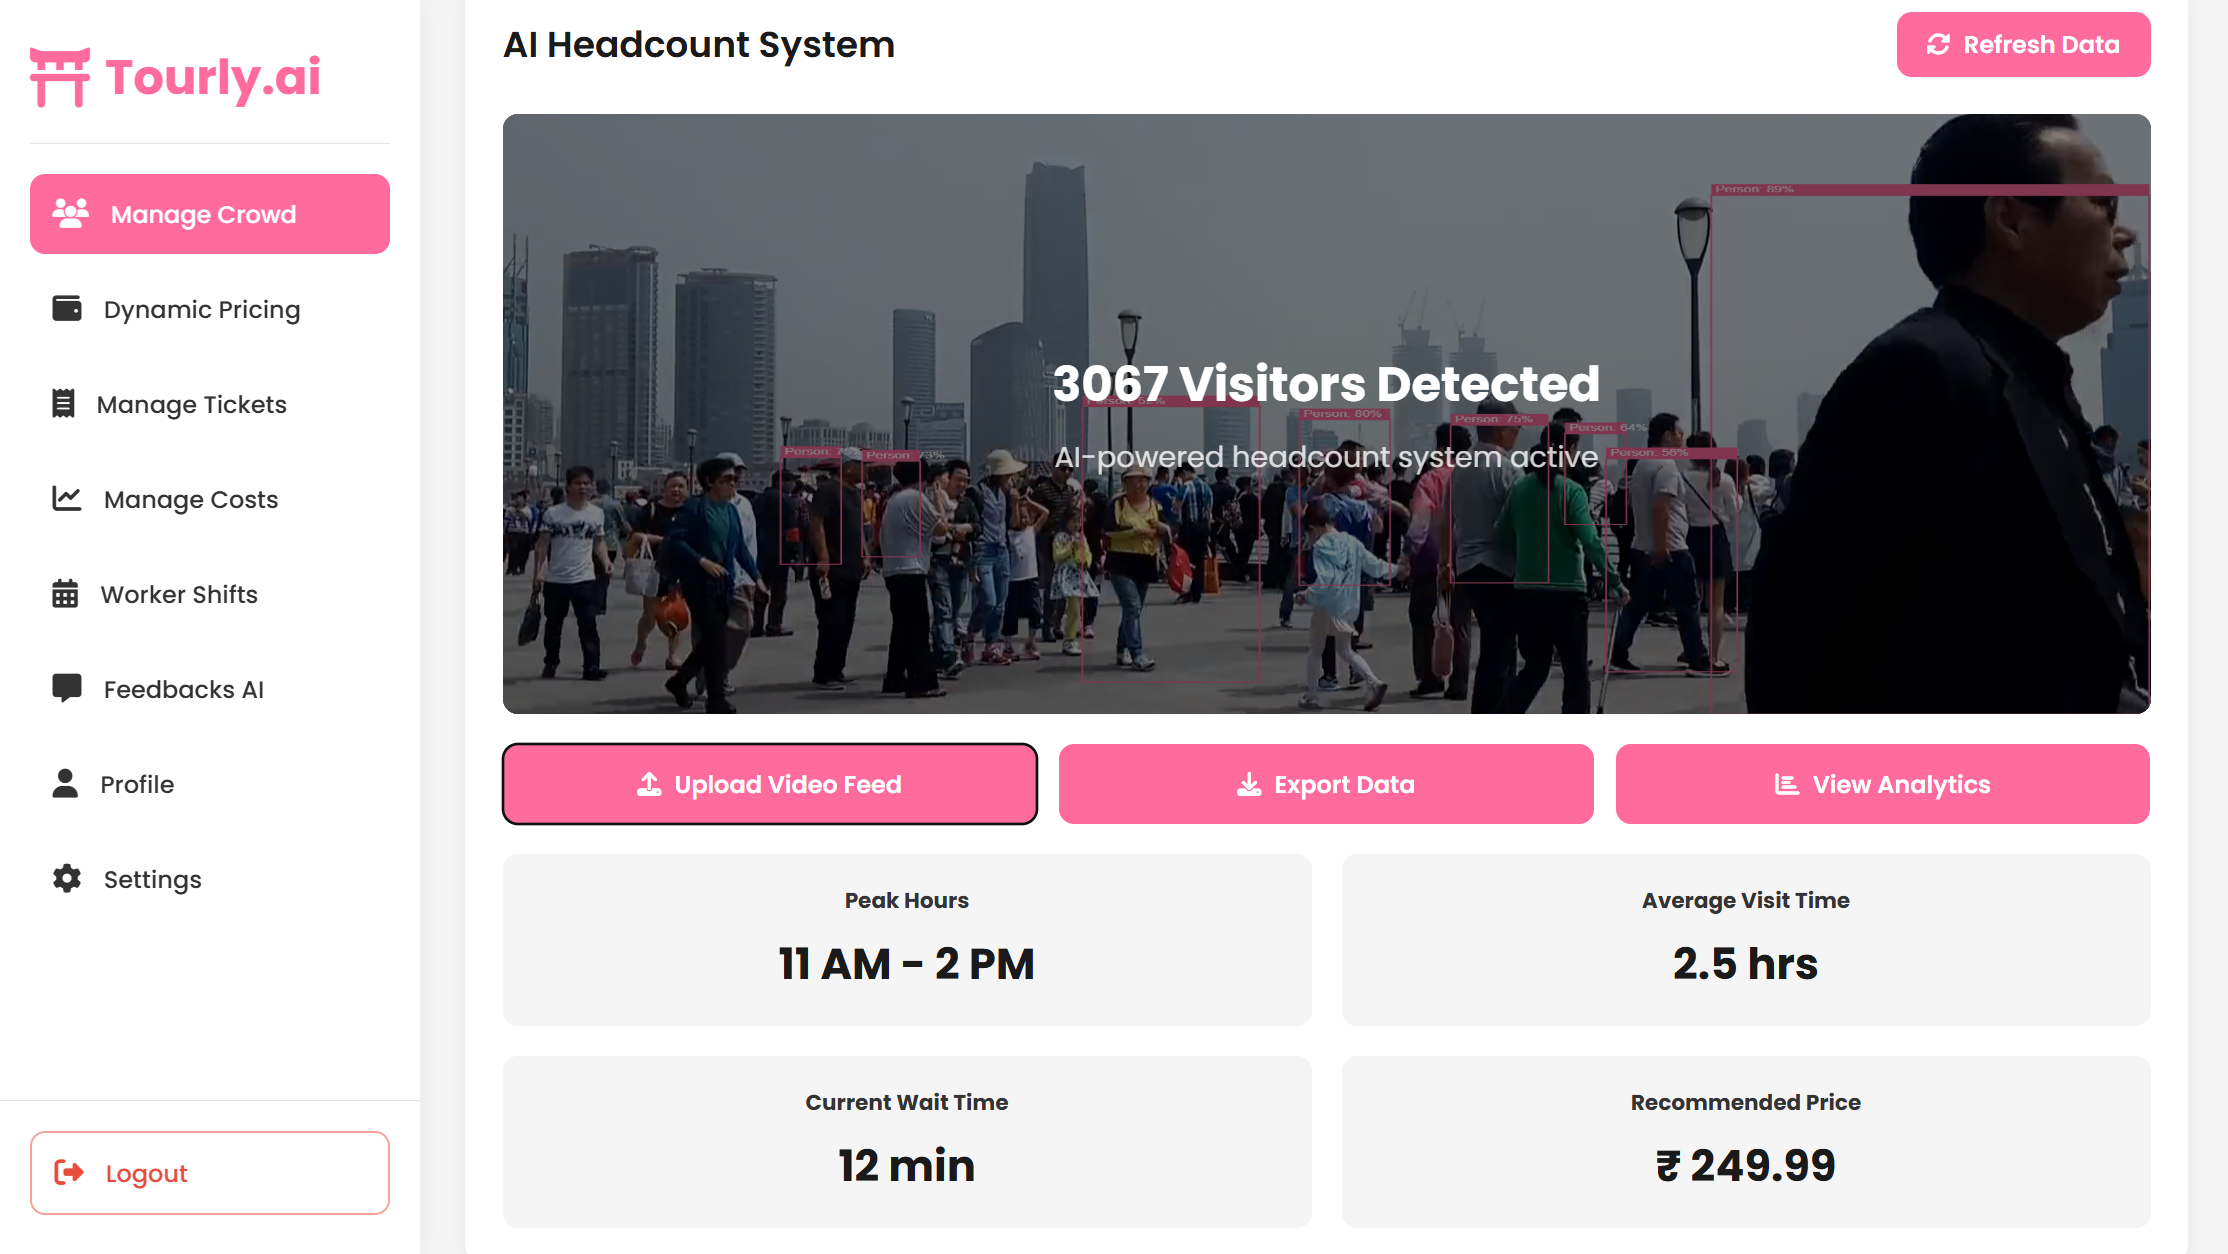 Tourly.ai
Manage Crowd
Dynamic Pricing
Manage Tickets
Manage Costs
Worker Shifts
Feedbacks AI
Profile
Settings
Logout
AI Headcount System
Refresh Data
Person: 89%
3067 Visitors Detected
Person: 52%
Person: 80%
Person: 75%
Person: 64%
Person: 56%
Person:
Person: 73%
AI-powered headcount system active
Upload Video Feed
Export Data
View Analytics
Peak Hours
11 AM - 2 PM
Average Visit Time
2.5 hrs
Current Wait Time
12 min
Recommended Price
₹ 249.99